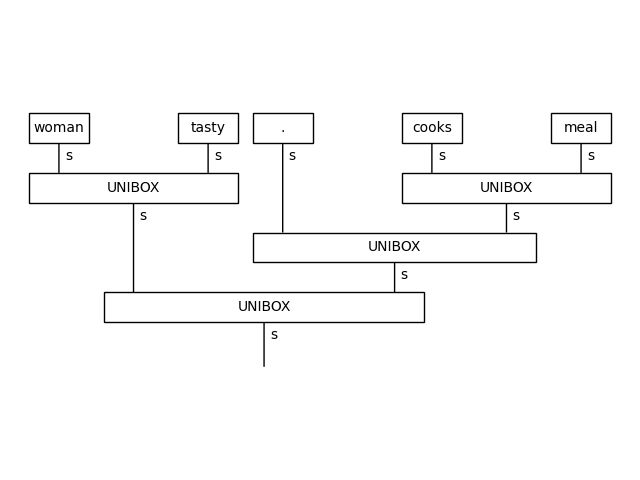 woman tasty . cooks meal
s s s s s
UNIBOX UNIBOX
s s
UNIBOX
s
UNIBOX
s